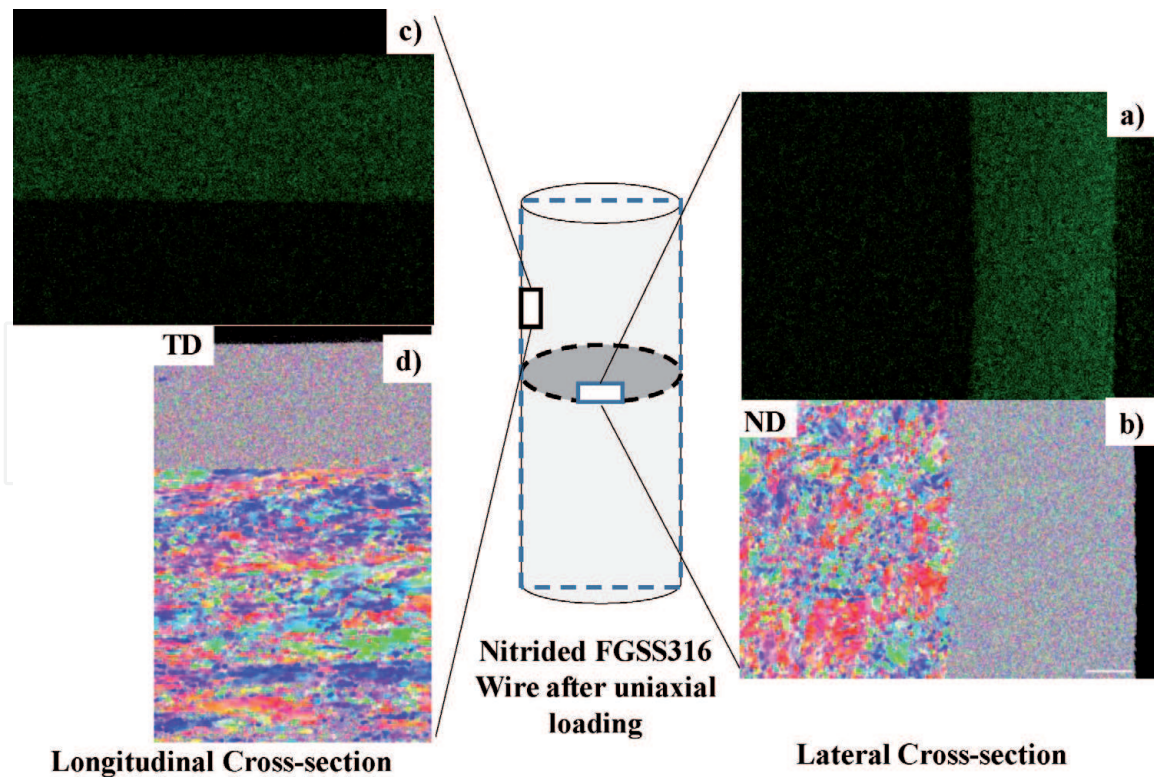 c)
a)
TD
d)
ND
b)
Nitrided FGSS316
Wire after uniaxial
loading
Longitudinal Cross-section
Lateral Cross-section